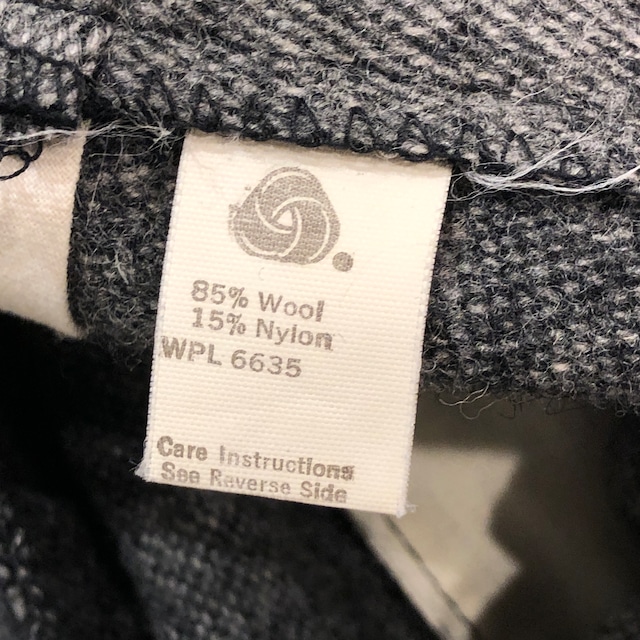 85% Wool
15% Nylon
WPL 6635
Care Instructions
See Reverse Side